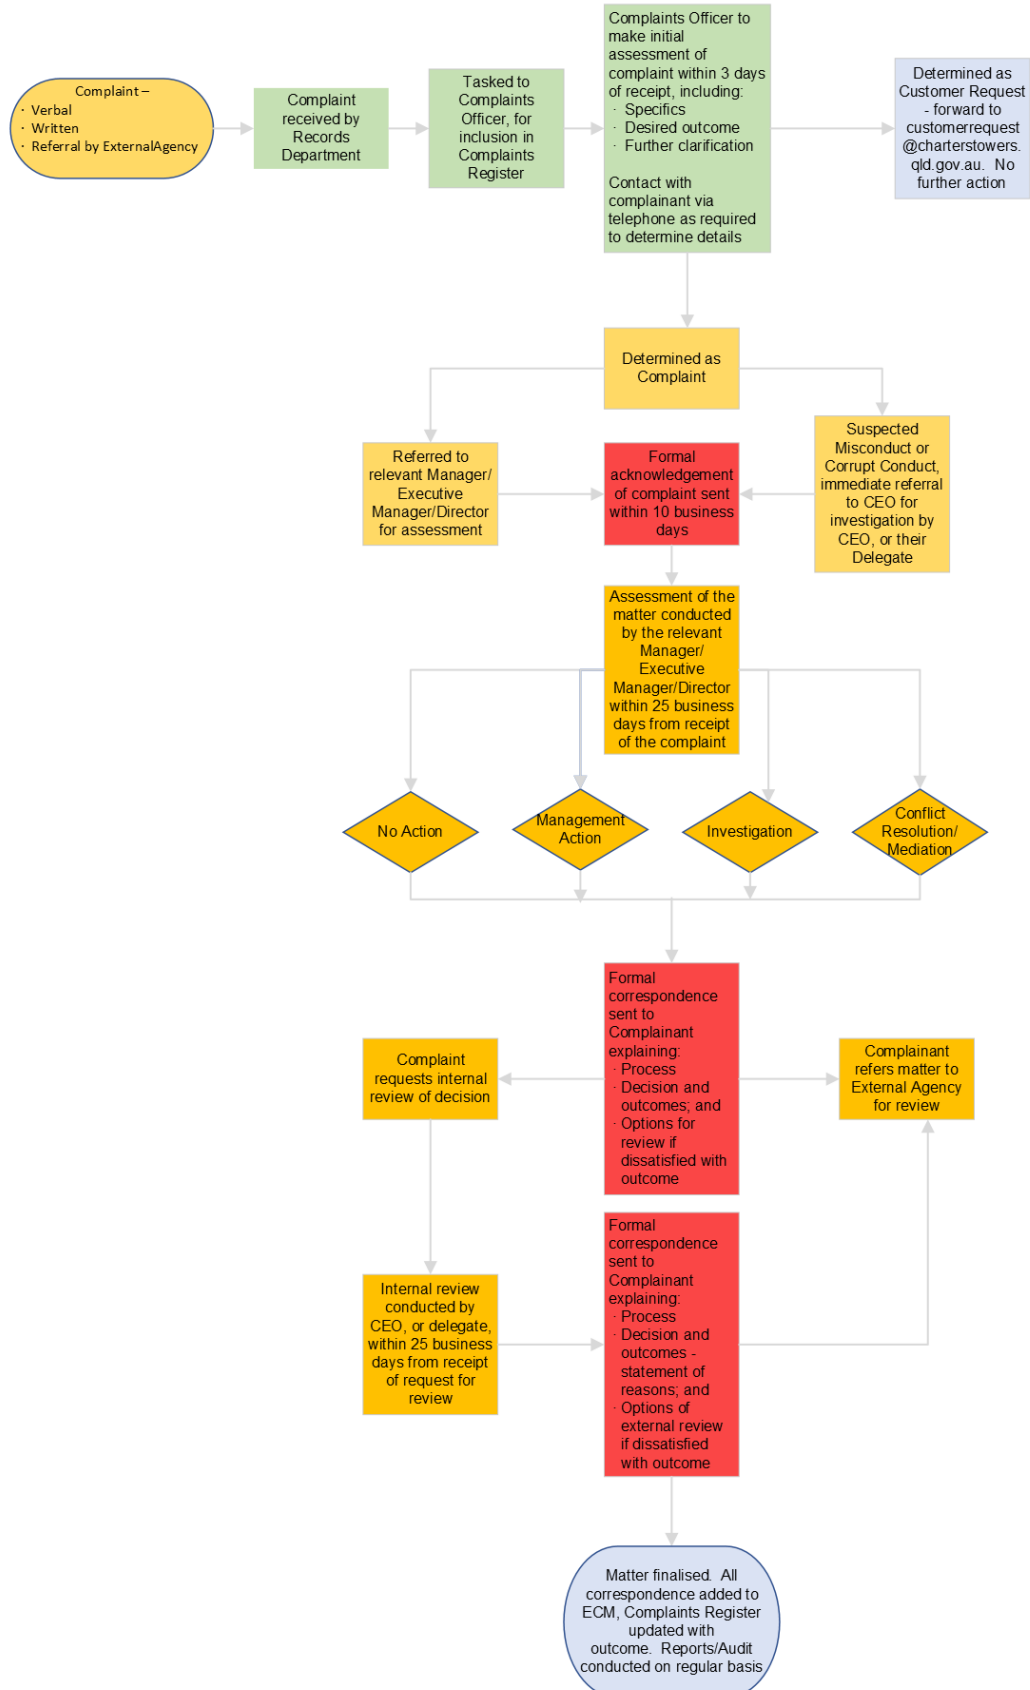 Complaint –
· Verbal
· Written
· Referral by ExternalAgency
Complaint
received by
Records
Department
Tasked to
Complaints
Officer, for
inclusion in
Complaints
Register
Complaints Officer to
make initial
assessment of
complaint within 3 days
of receipt, including:
· Specifics
· Desired outcome
· Further clarification
Contact with
complainant via
telephone as required
to determine details
Determined as
Customer Request
- forward to
customerrequest
@charterstowers.
qld.gov.au. No
further action
Determined as
Complaint
Referred to
relevant Manager/
Executive
Manager/Director
for assessment
Formal
acknowledgement
of complaint sent
within 10 business
days
Suspected
Misconduct or
Corrupt Conduct,
immediate referral
to CEO for
investigation by
CEO, or their
Delegate
Assessment of the
matter conducted
by the relevant
Manager/
Executive
Manager/Director
within 25 business
days from receipt
of the complaint
No Action
Management
Action
Investigation
Conflict
Resolution/
Mediation
Formal
correspondence
sent to
Complainant
explaining:
· Process
· Decision and
outcomes; and
· Options for
review if
dissatisfied with
outcome
Complaint
requests internal
review of decision
Complainant
refers matter to
External Agency
for review
Internal review
conducted by
CEO, or delegate,
within 25 business
days from receipt
of request for
review
Formal
correspondence
sent to
Complainant
explaining:
· Process
· Decision and
outcomes -
statement of
reasons; and
· Options of
external review
if dissatisfied
with outcome
Matter finalised. All
correspondence added to
ECM, Complaints Register
updated with
outcome. Reports/Audit
conducted on regular basis